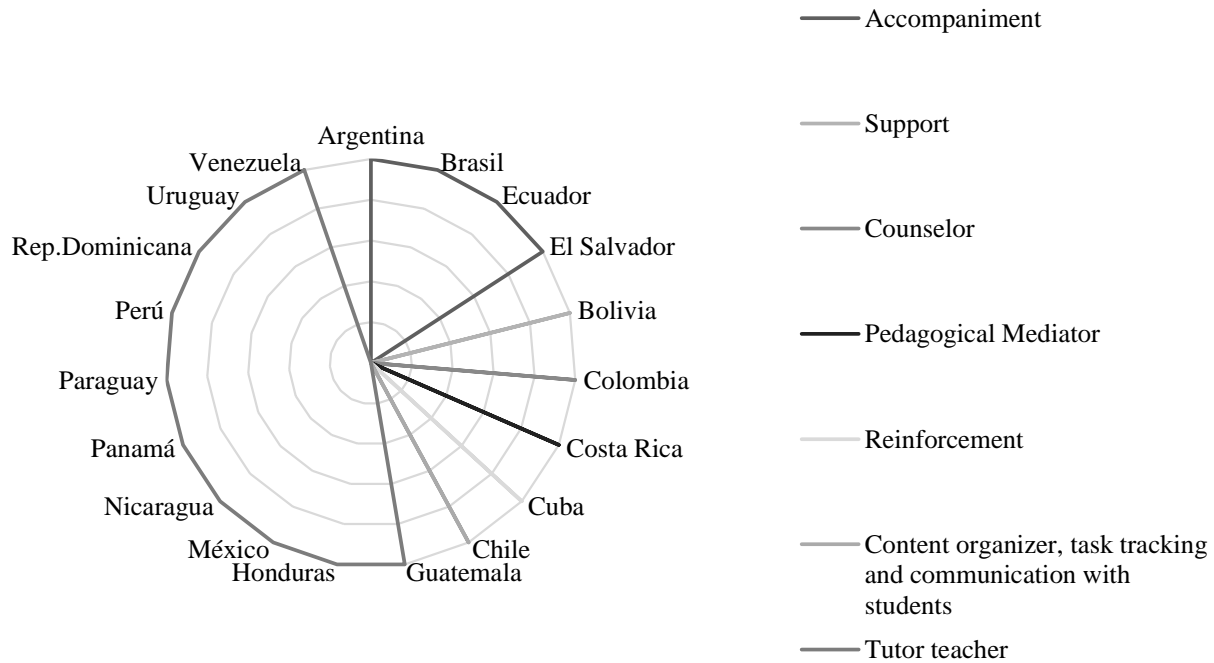 Argentina
Brasil
Ecuador
El Salvador
Bolivia
Colombia
Costa Rica
Cuba
Chile
Guatemala
Honduras
México
Nicaragua
Panamá
Paraguay
Perú
Rep.Dominicana
Uruguay
Venezuela
Accompaniment
Support
Counselor
Pedagogical Mediator
Reinforcement
Content organizer, task tracking
and communication with
students
Tutor teacher